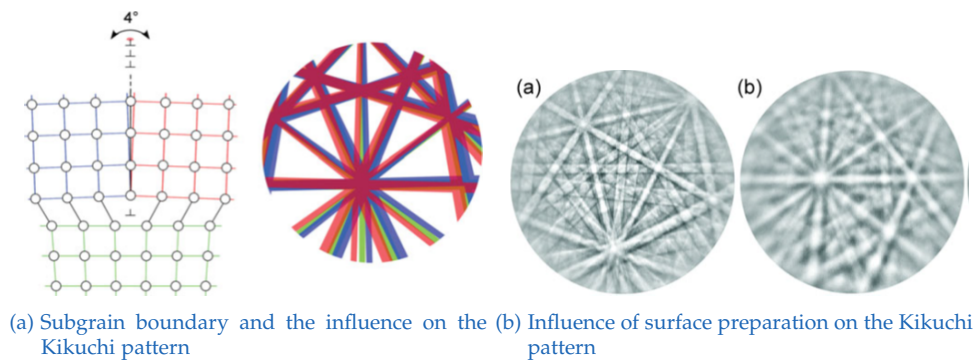 4°
(a)
(b)
(a) Subgrain boundary and the influence on the
Kikuchi pattern
(b) Influence of surface preparation on the Kikuchi
pattern